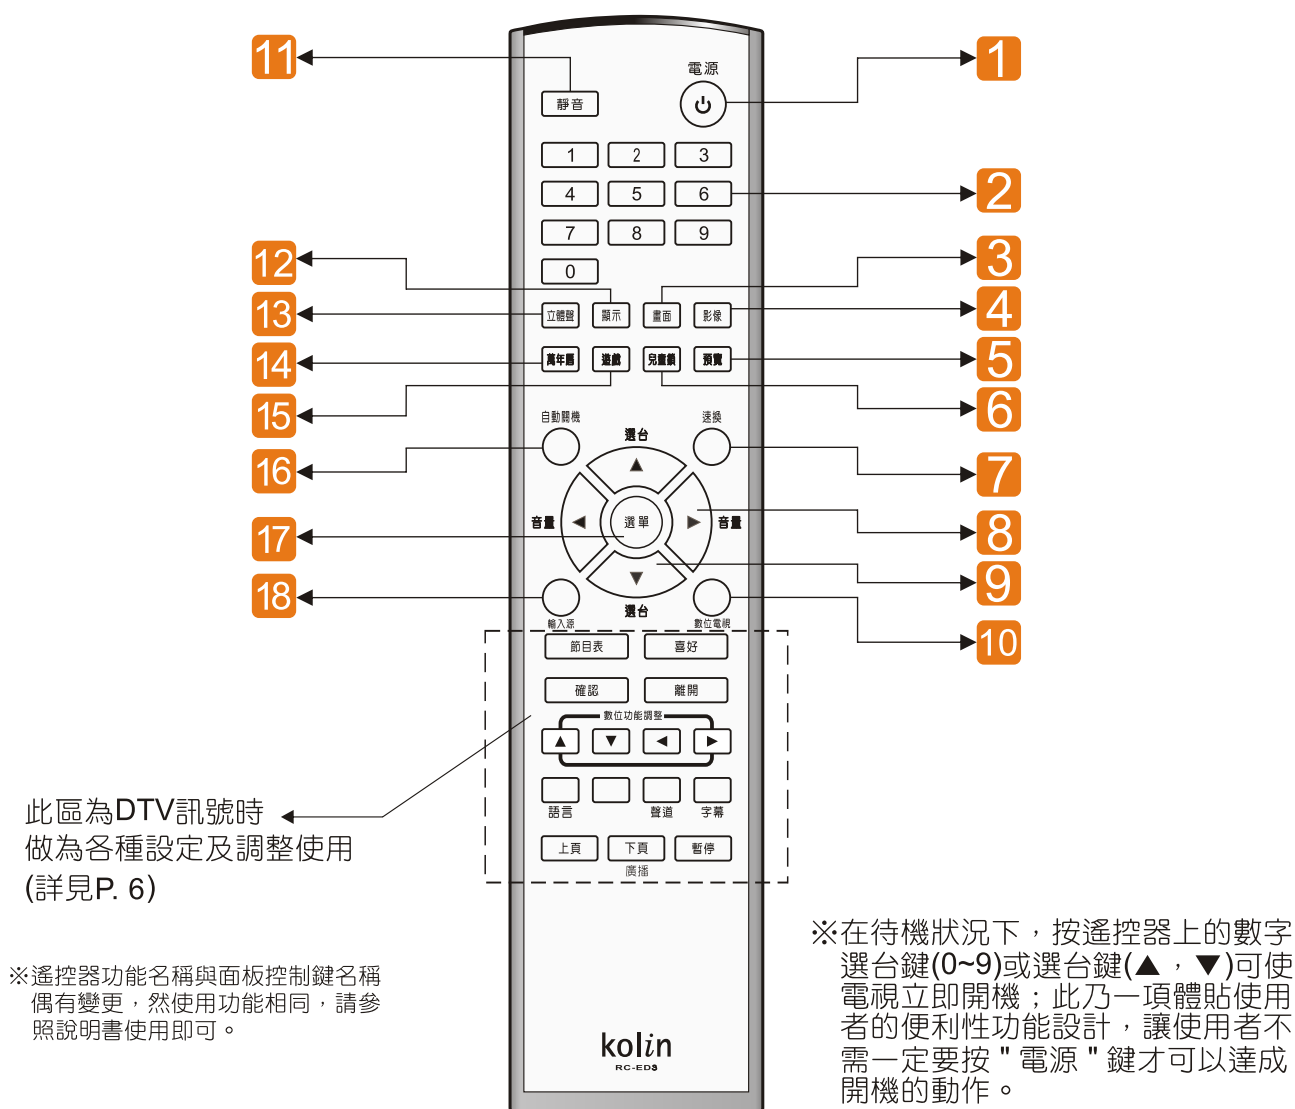 11
1
電源
靜音
1 2 3
4 5 6
2
7 8 9
12
3
0
13
立體聲 顯示 畫面 影像
4
14
萬年曆 遊戲 兒童鎖 預覽
5
15
6
自動關機 速換
選台
16
7
音量 選單 音量
17
8
9
18
選台
輸入源 數位電視
10
節目表 喜好
確認 離開
數位功能調整
▲ ▼ ◀ ▶
語言 聲道 字幕
上頁 下頁 暫停
廣播
此區為DTV訊號時
做為各種設定及調整使用
(詳見P. 6)
※遙控器功能名稱與面板控制鍵名稱
偶有變更，然使用功能相同，請參
照說明書使用即可。
kolin
RC-ED3
※在待機狀況下，按遙控器上的數字
選台鍵(0~9)或選台鍵(▲，▼)可使
電視立即開機；此乃一項體貼使用
者的便利性功能設計，讓使用者不
需一定要按＂電源＂鍵才可以達成
開機的動作。